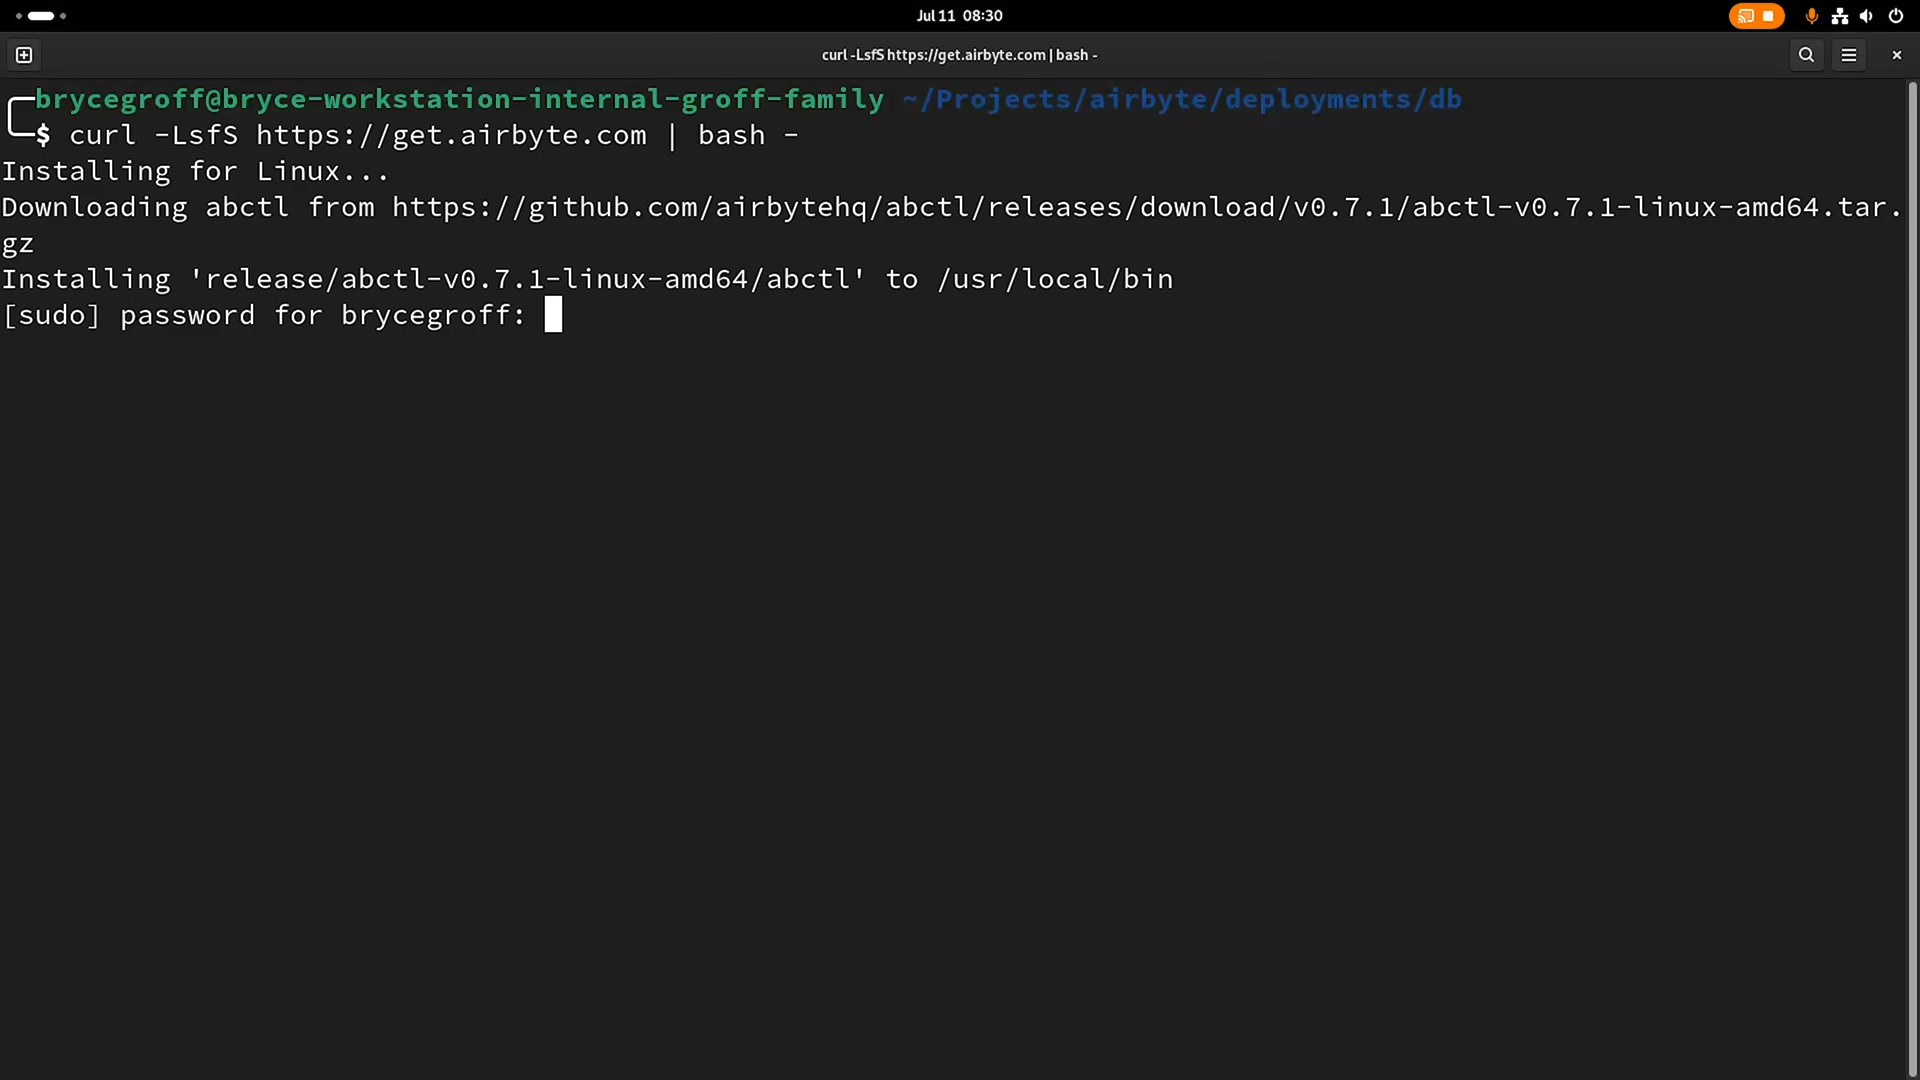 Jul 11 08:30
curl -LsfS https://get.airbyte.com | bash -
brycegroff@bryce-workstation-internal-groff-family ~/Projects/airbyte/deployments/db
$ curl -LsfS https://get.airbyte.com | bash -
Installing for Linux...
Downloading abctl from https://github.com/airbytehq/abctl/releases/download/v0.7.1/abctl-v0.7.1-linux-amd64.tar.
gz
Installing 'release/abctl-v0.7.1-linux-amd64/abctl' to /usr/local/bin
[sudo] password for brycegroff: